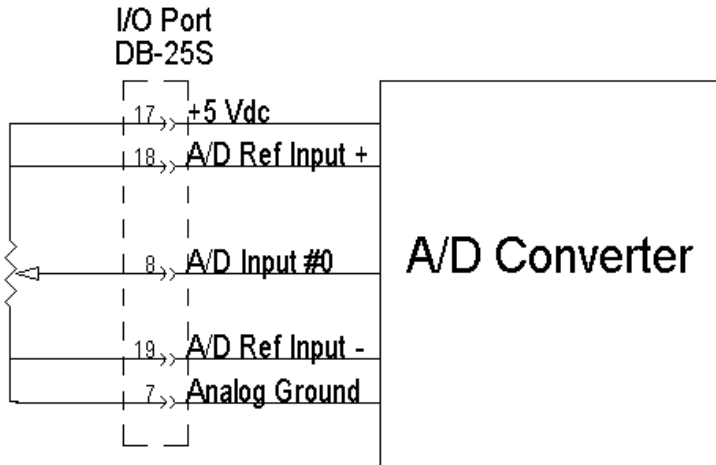 I/O Port
DB-25S
17 +5 Vdc
18 A/D Ref Input +
8 A/D Input #0
A/D Converter
19 A/D Ref Input -
7 Analog Ground